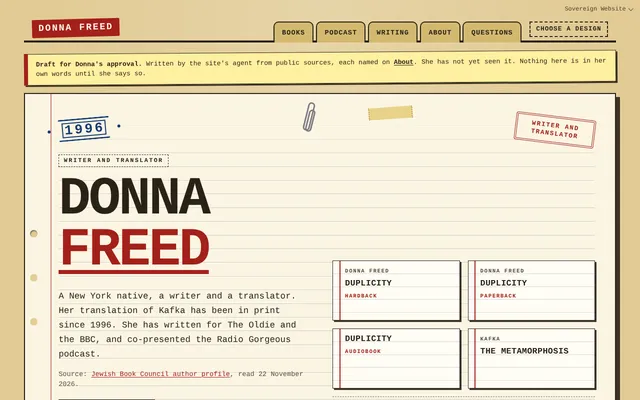 Sovereign Website
DONNA FREED
BOOKS
PODCAST
WRITING
ABOUT
QUESTIONS
CHOOSE A DESIGN
Draft for Donna's approval. Written by the site's agent from public sources, each named on About. She has not yet seen it. Nothing here is in her
own words until she says so.
1996
WRITER AND
TRANSLATOR
WRITER AND TRANSLATOR
DONNA
FREED
A New York native, a writer and a translator.
Her translation of Kafka has been in print
since 1996. She has written for The Oldie and
the BBC, and co-presented the Radio Gorgeous
podcast.
Source: Jewish Book Council author profile, read 22 November
2026.
DONNA FREED
DUPLICITY
HARDBACK
DONNA FREED
DUPLICITY
PAPERBACK
DUPLICITY
AUDIOBOOK
KAFKA
THE METAMORPHOSIS